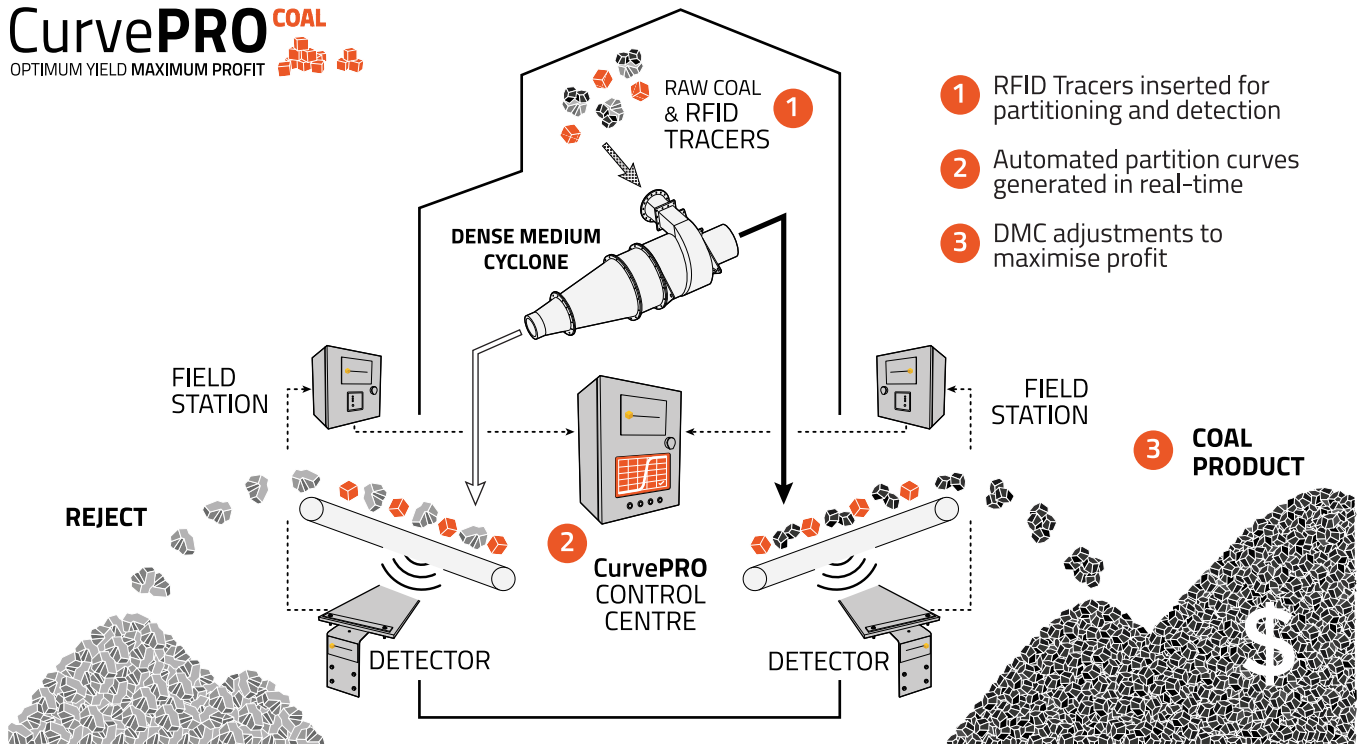 CurvePRO COAL
OPTIMUM YIELD MAXIMUM PROFIT
RAW COAL
& RFID
TRACERS
1
1 RFID Tracers inserted for
partitioning and detection
2 Automated partition curves
generated in real-time
3 DMC adjustments to
maximise profit
DENSE MEDIUM
CYCLONE
FIELD
STATION
FIELD
STATION
3 COAL
PRODUCT
REJECT
2
CurvePRO
CONTROL
CENTRE
DETECTOR
DETECTOR
$